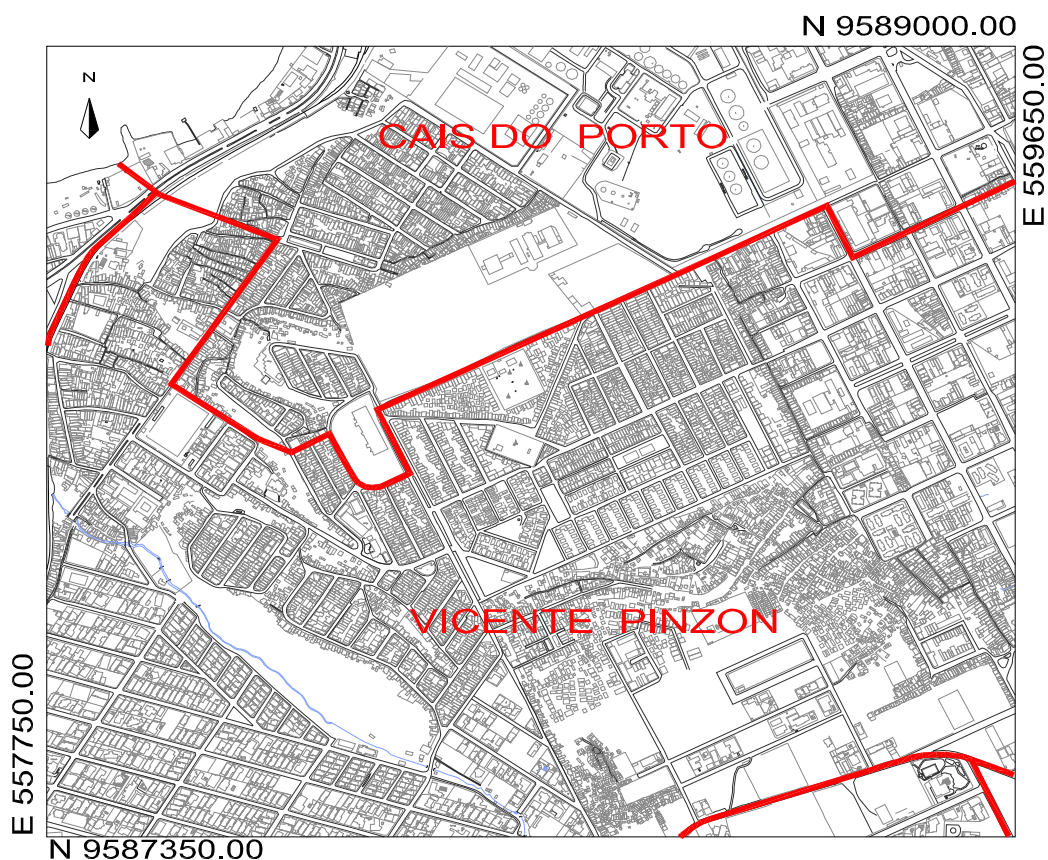 N 9589000.00
E 559650.00
N
CAIS DO PORTO
VICENTE PINZON
E 557750.00
N 9587350.00